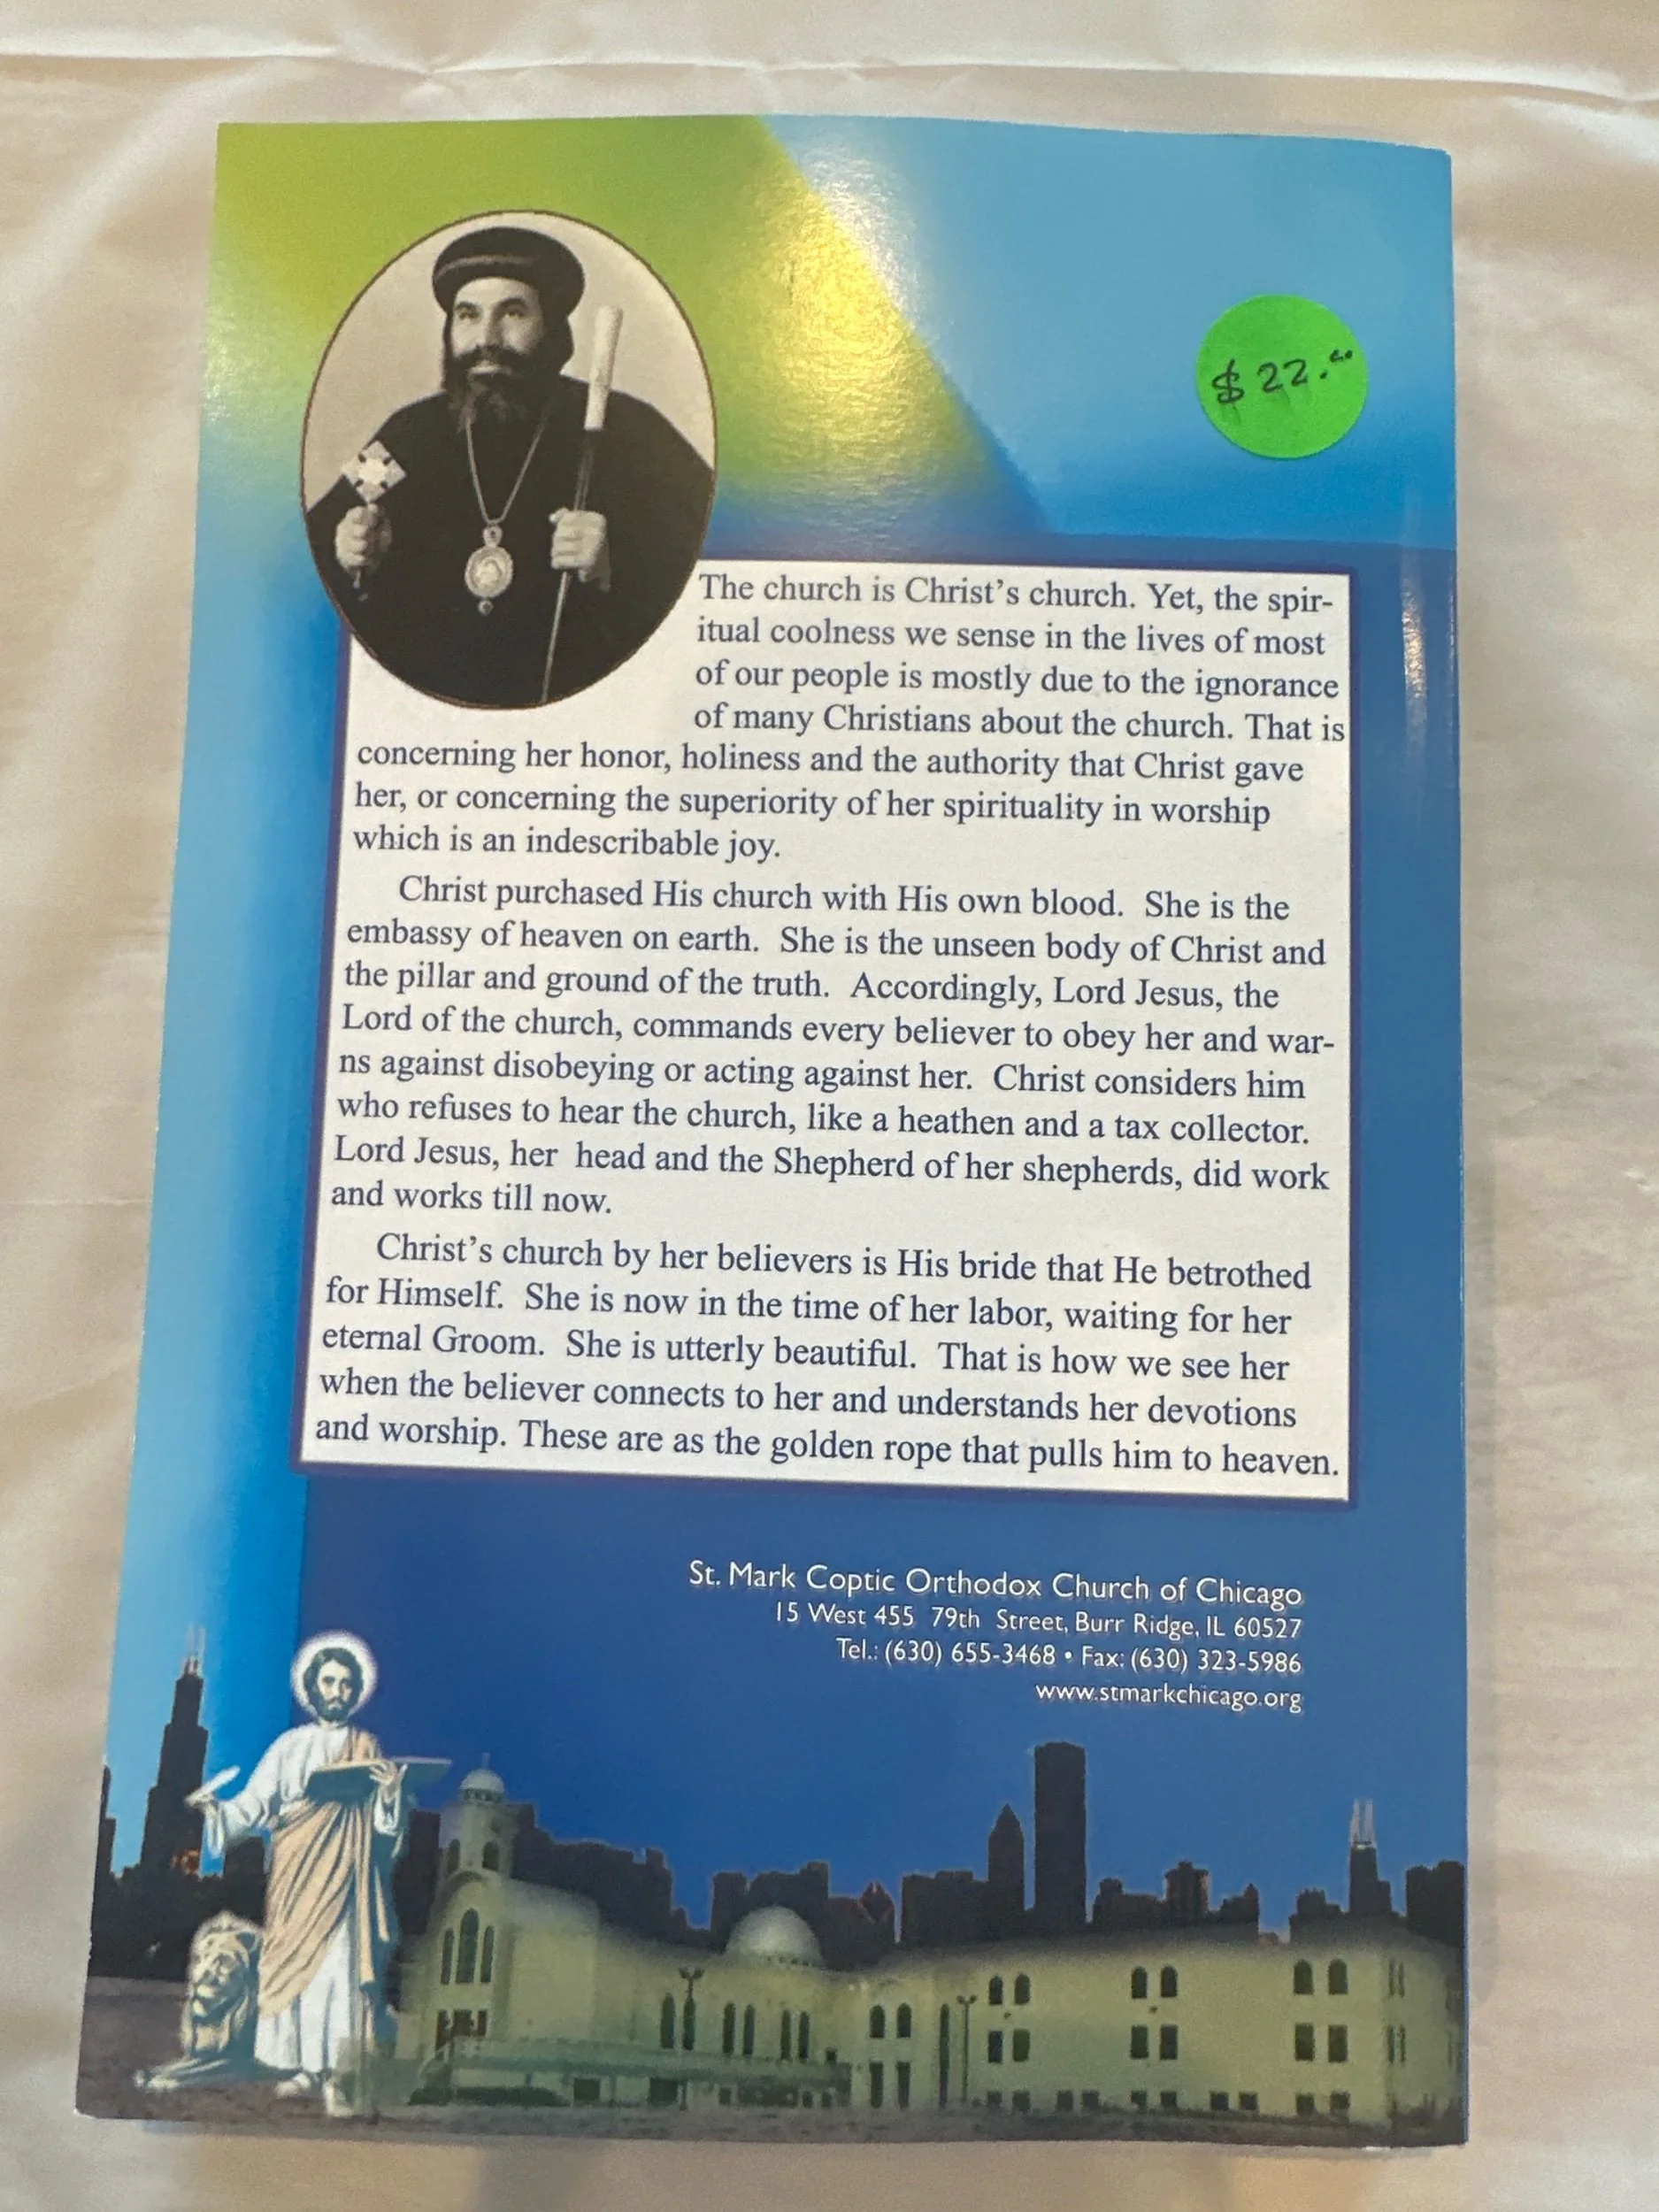 $22.00
The church is Christ's church. Yet, the spir-
itual coolness we sense in the lives of most
of our people is mostly due to the ignorance
of many Christians about the church. That is
concerning her honor, holiness and the authority that Christ gave
her, or concerning the superiority of her spirituality in worship
which is an indescribable joy.
Christ purchased His church with His own blood. She is the
embassy of heaven on earth. She is the unseen body of Christ and
the pillar and ground of the truth. Accordingly, Lord Jesus, the
Lord of the church, commands every believer to obey her and war-
ns against disobeying or acting against her. Christ considers him
who refuses to hear the church, like a heathen and a tax collector.
Lord Jesus, her head and the Shepherd of her shepherds, did work
and works till now.
Christ's church by her believers is His bride that He betrothed
for Himself. She is now in the time of her labor, waiting for her
eternal Groom. She is utterly beautiful. That is how we see her
when the believer connects to her and understands her devotions
and worship. These are as the golden rope that pulls him to heaven.
St. Mark Coptic Orthodox Church of Chicago
15 West 455 79th Street, Burr Ridge, IL 60527
Tel.: (630) 655-3468 • Fax: (630) 323-5986
www.stmarkchicago.org